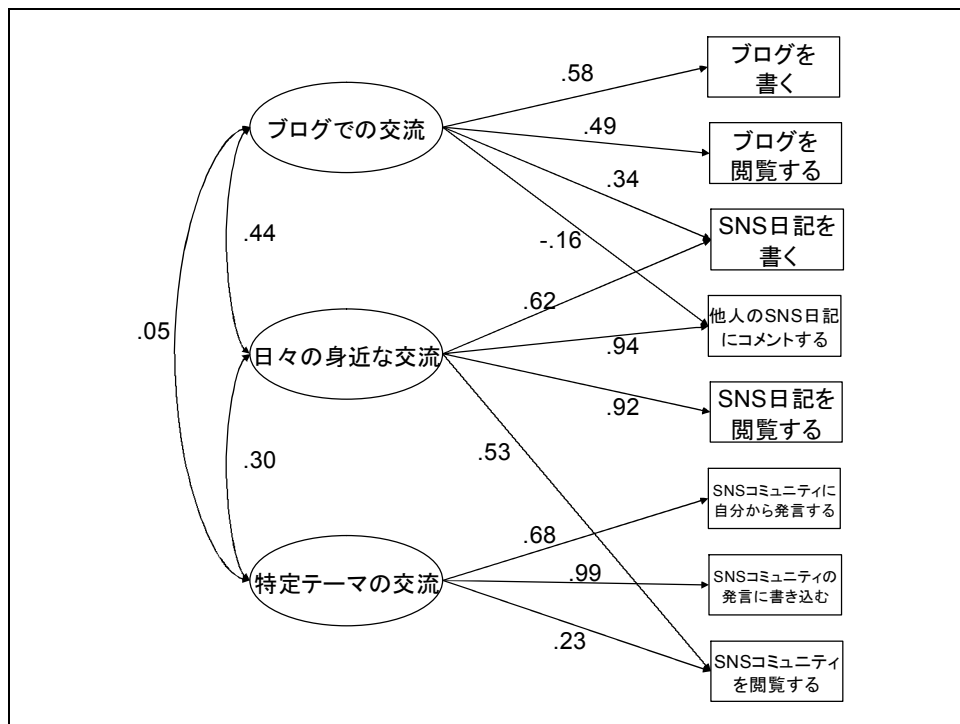 ブログでの交流
日々の身近な交流
特定テーマの交流
.44
.05
.30
.58
.49
.34
-.16
.62
.94
.92
.53
.68
.99
.23
ブログを
書く
ブログを
閲覧する
SNS日記を
書く
他人のSNS日記
にコメントする
SNS日記を
閲覧する
SNSコミュニティに
自分から発言する
SNSコミュニティの
発言に書き込む
SNSコミュニティ
を閲覧する